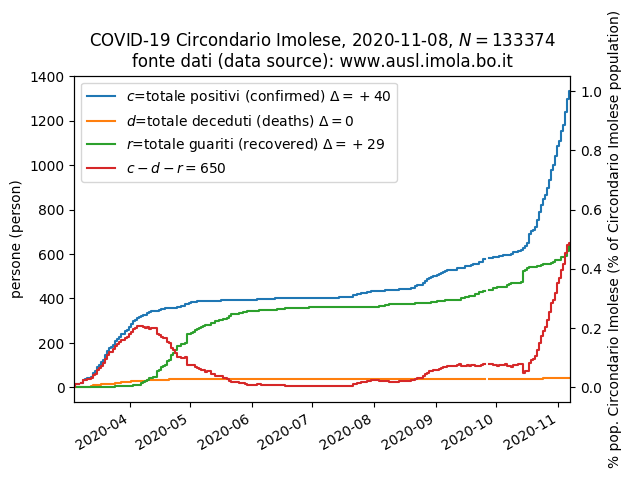 COVID-19 Circondario Imolese, 2020-11-08, N = 133374
fonte dati (data source): www.ausl.imola.bo.it
c=totale positivi (confirmed) Δ = +40
d=totale deceduti (deaths) Δ = 0
r=totale guariti (recovered) Δ = +29
c − d − r = 650
persone (person)
1400
1200
1000
800
600
400
200
0
1.0
0.8
0.6
0.4
0.2
0.0
% pop. Circondario Imolese (% of Circondario Imolese population)
2020-04
2020-05
2020-06
2020-07
2020-08
2020-09
2020-10
2020-11